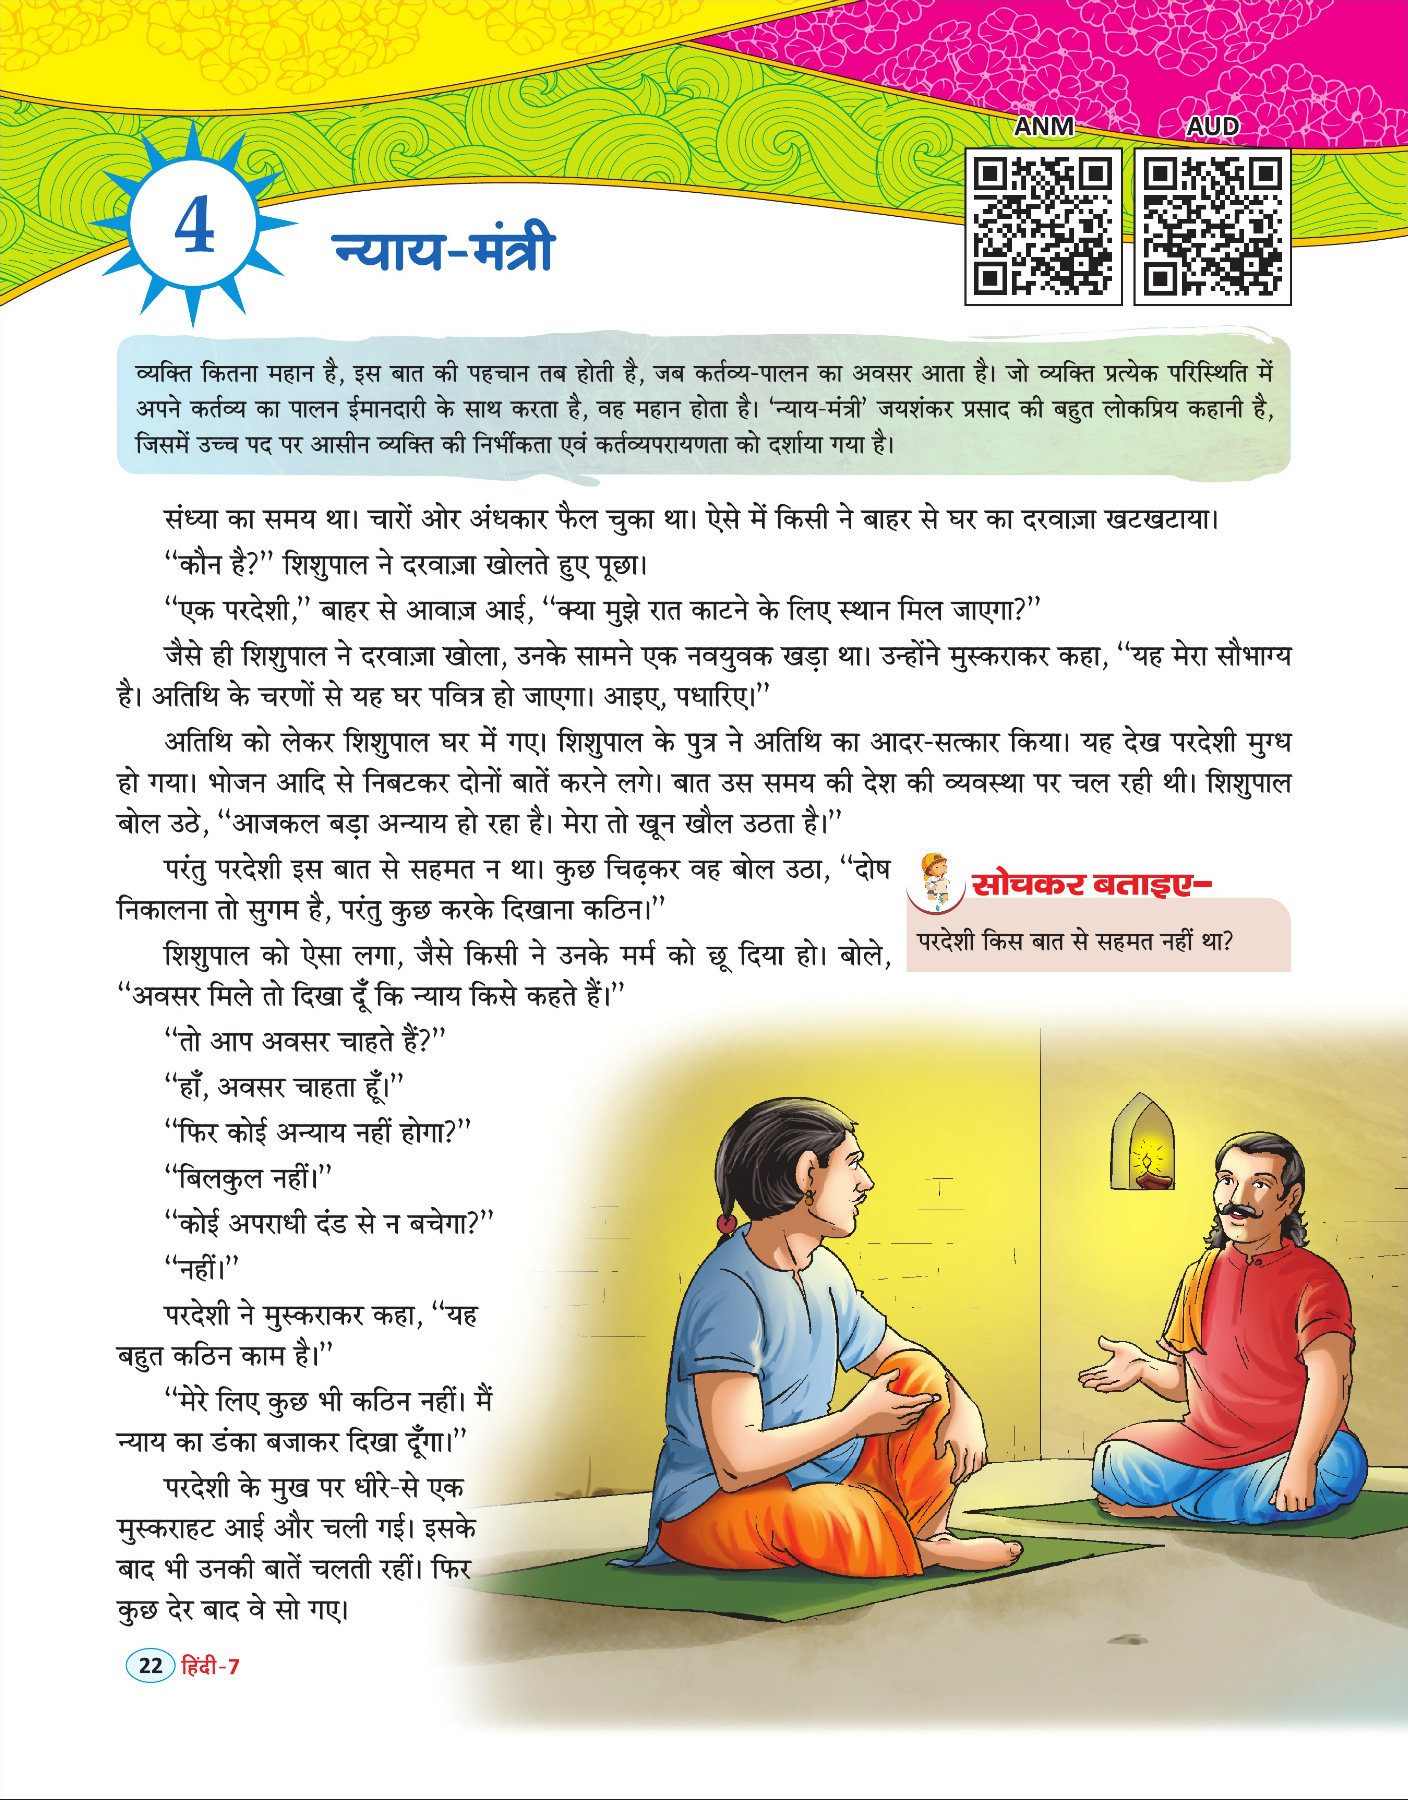 ANM
AUD
4
न्याय-मंत्री
व्यक्ति कितना महान है, इस बात की पहचान तब होती है, जब कर्तव्य-पालन का अवसर आता है। जो व्यक्ति प्रत्येक परिस्थिति में
अपने कर्तव्य का पालन ईमानदारी के साथ करता है, वह महान होता है। ‘न्याय-मंत्री’ जयशंकर प्रसाद की बहुत लोकप्रिय कहानी है,
जिसमें उच्च पद पर आसीन व्यक्ति की निर्भीकता एवं कर्तव्यपरायणता को दर्शाया गया है।
संध्या का समय था। चारों ओर अंधकार फैल चुका था। ऐसे में किसी ने बाहर से घर का दरवाज़ा खटखटाया।
“कौन है?” शिशुपाल ने दरवाज़ा खोलते हुए पूछा।
“एक परदेशी,” बाहर से आवाज़ आई, “क्या मुझे रात काटने के लिए स्थान मिल जाएगा?”
जैसे ही शिशुपाल ने दरवाज़ा खोला, उनके सामने एक नवयुवक खड़ा था। उन्होंने मुस्कराकर कहा, “यह मेरा सौभाग्य
है। अतिथि के चरणों से यह घर पवित्र हो जाएगा। आइए, पधारिए।”
अतिथि को लेकर शिशुपाल घर में गए। शिशुपाल के पुत्र ने अतिथि का आदर-सत्कार किया। यह देख परदेशी मुग्ध
हो गया। भोजन आदि से निबटकर दोनों बातें करने लगे। बात उस समय की देश की व्यवस्था पर चल रही थी। शिशुपाल
बोल उठे, “आजकल बड़ा अन्याय हो रहा है। मेरा तो खून खौल उठता है।”
परंतु परदेशी इस बात से सहमत न था। कुछ चिढ़कर वह बोल उठा, “दोष
निकालना तो सुगम है, परंतु कुछ करके दिखाना कठिन।”
शिशुपाल को ऐसा लगा, जैसे किसी ने उनके मर्म को छू दिया हो। बोले,
“अवसर मिले तो दिखा दूँ कि न्याय किसे कहते हैं।”
सोचकर बताइए–
परदेशी किस बात से सहमत नहीं था?
“तो आप अवसर चाहते हैं?”
“हाँ, अवसर चाहता हूँ।”
“फिर कोई अन्याय नहीं होगा?”
“बिलकुल नहीं।”
“कोई अपराधी दंड से न बचेगा?”
“नहीं।”
परदेशी ने मुस्कराकर कहा, “यह
बहुत कठिन काम है।”
“मेरे लिए कुछ भी कठिन नहीं। मैं
न्याय का डंका बजाकर दिखा दूँगा।”
परदेशी के मुख पर धीरे-से एक
मुस्कराहट आई और चली गई। इसके
बाद भी उनकी बातें चलती रहीं। फिर
कुछ देर बाद वे सो गए।
22 हिंदी-7